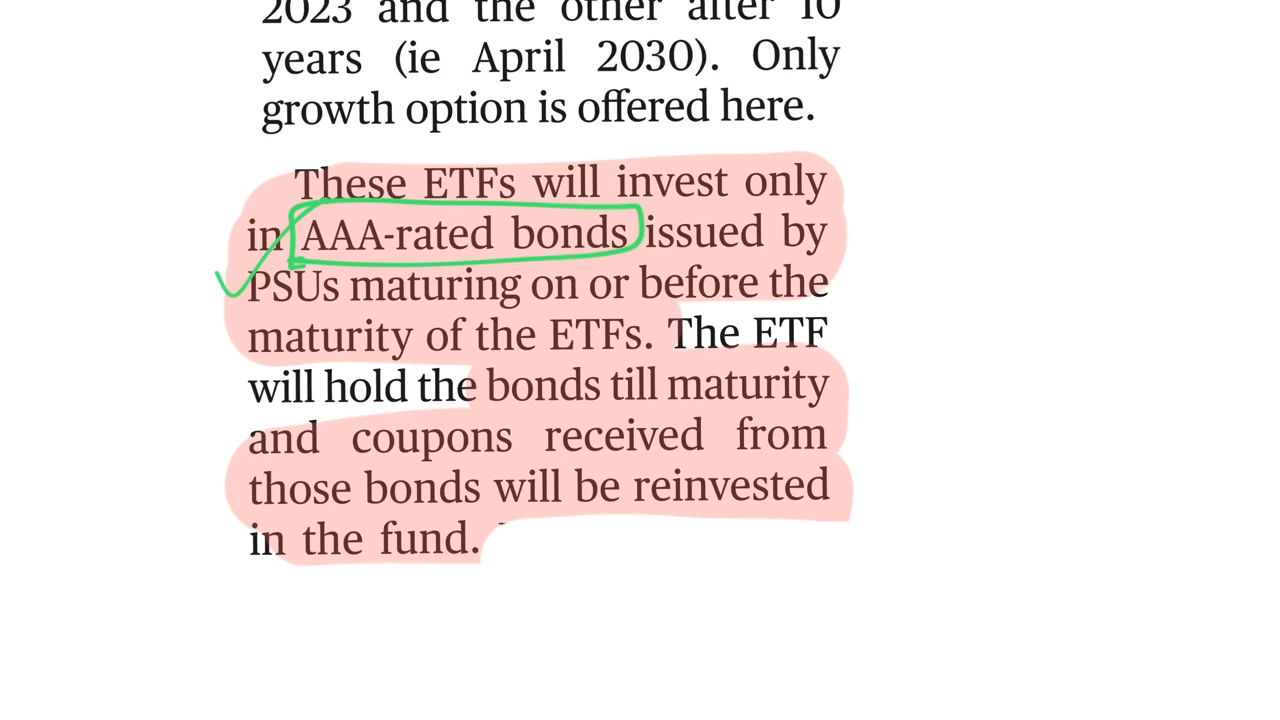 2023 and the other after 10
years (ie April 2030). Only
growth option is offered here.
These ETFs will invest only
in AAA-rated bonds issued by
PSUs maturing on or before the
maturity of the ETFs. The ETF
will hold the bonds till maturity
and coupons received from
those bonds will be reinvested
in the fund.